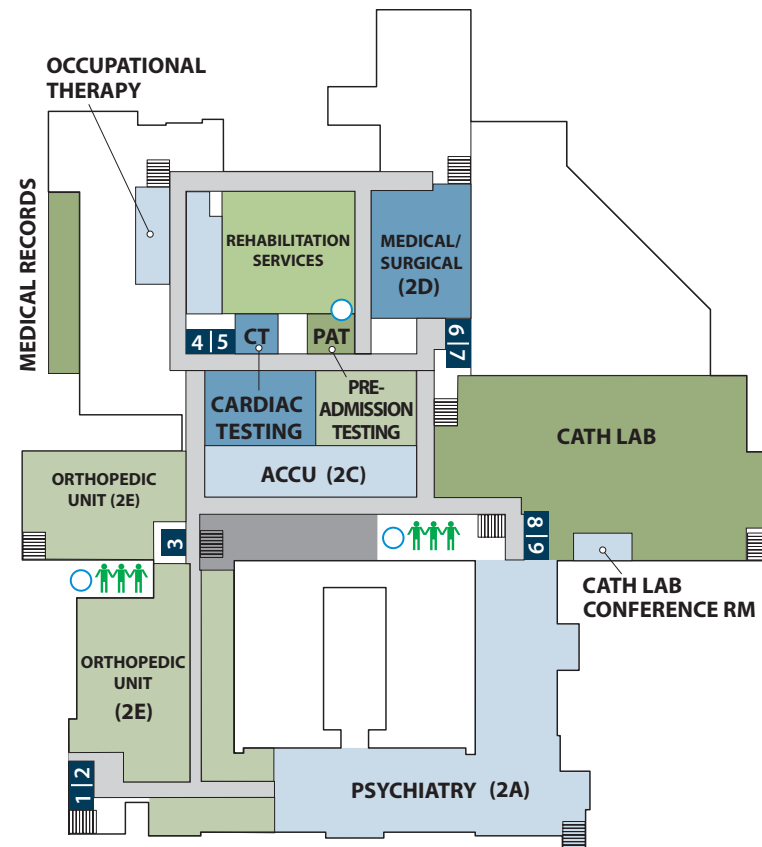 OCCUPATIONAL
THERAPY
MEDICAL RECORDS
REHABILITATION
SERVICES
MEDICAL/
SURGICAL
(2D)
4|5
CT
PAT
6|7
CARDIAC
TESTING
PRE-
ADMISSION
TESTING
CATH LAB
ACCU (2C)
ORTHOPEDIC
UNIT (2E)
3
8|9
CATH LAB
CONFERENCE RM
ORTHOPEDIC
UNIT
(2E)
1|2
PSYCHIATRY (2A)